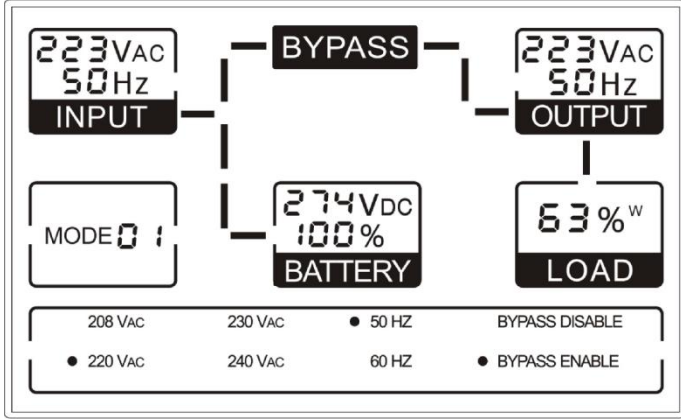 223VAC
50Hz
INPUT
BYPASS
223VAC
50Hz
OUTPUT
MODE 01
274VDC
100%
BATTERY
63%W
LOAD
208 VAC 230 VAC ● 50 HZ BYPASS DISABLE
● 220 VAC 240 VAC 60 HZ ● BYPASS ENABLE